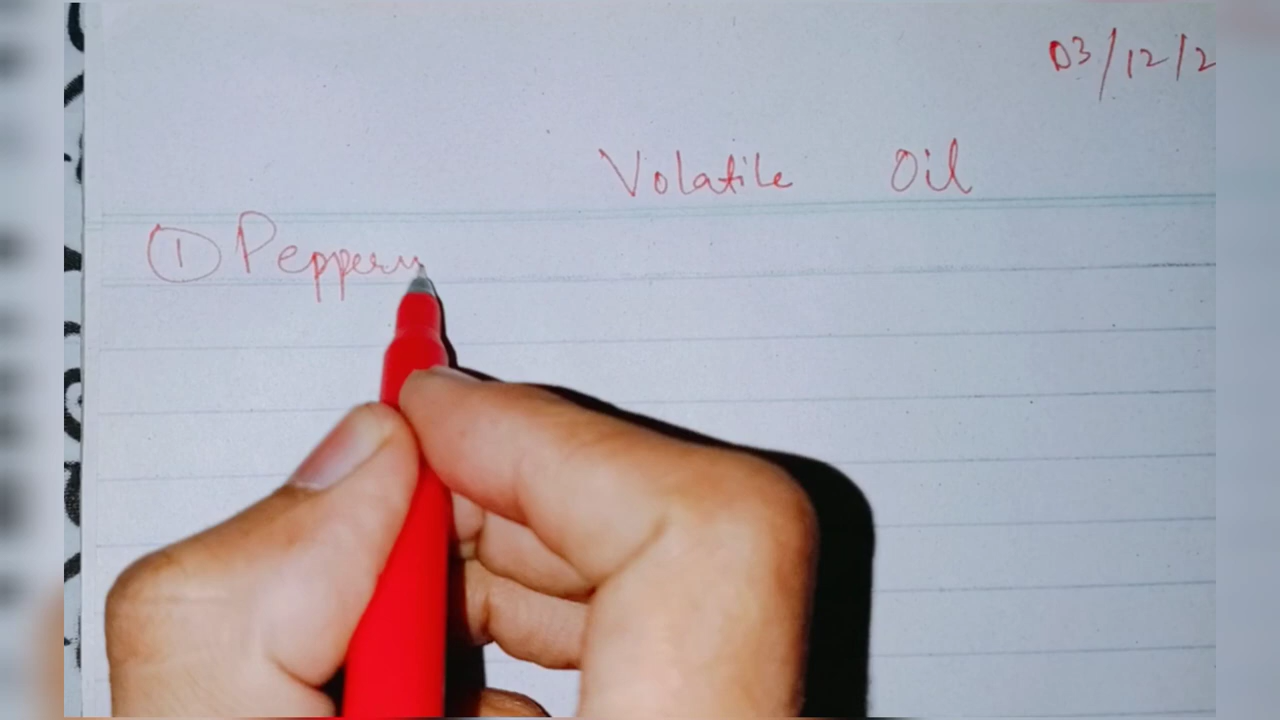 03/12/2
Volatile Oil
① Pepperm